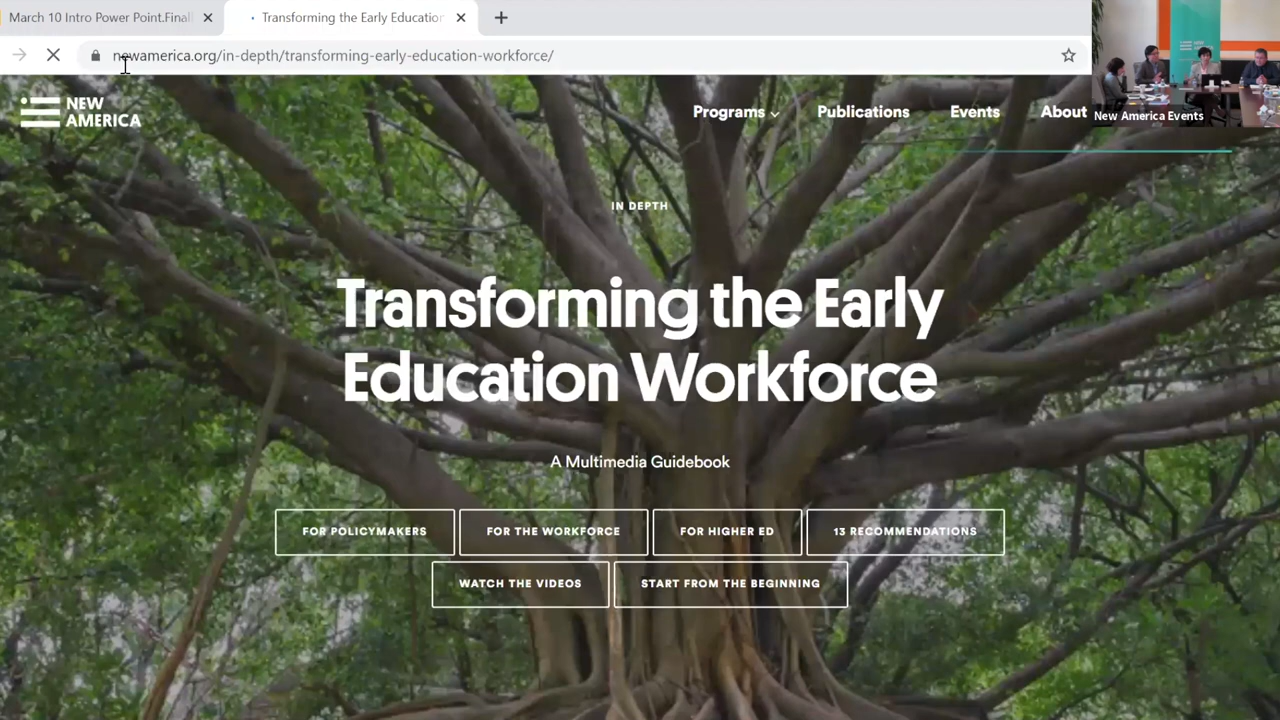 March 10 Intro Power Point.Final
Transforming the Early Education
newamerica.org/in-depth/transforming-early-education-workforce/
NEW
AMERICA
Programs
Publications
Events
About
New America Events
IN DEPTH
Transforming the Early
Education Workforce
A Multimedia Guidebook
FOR POLICYMAKERS
FOR THE WORKFORCE
FOR HIGHER ED
13 RECOMMENDATIONS
WATCH THE VIDEOS
START FROM THE BEGINNING